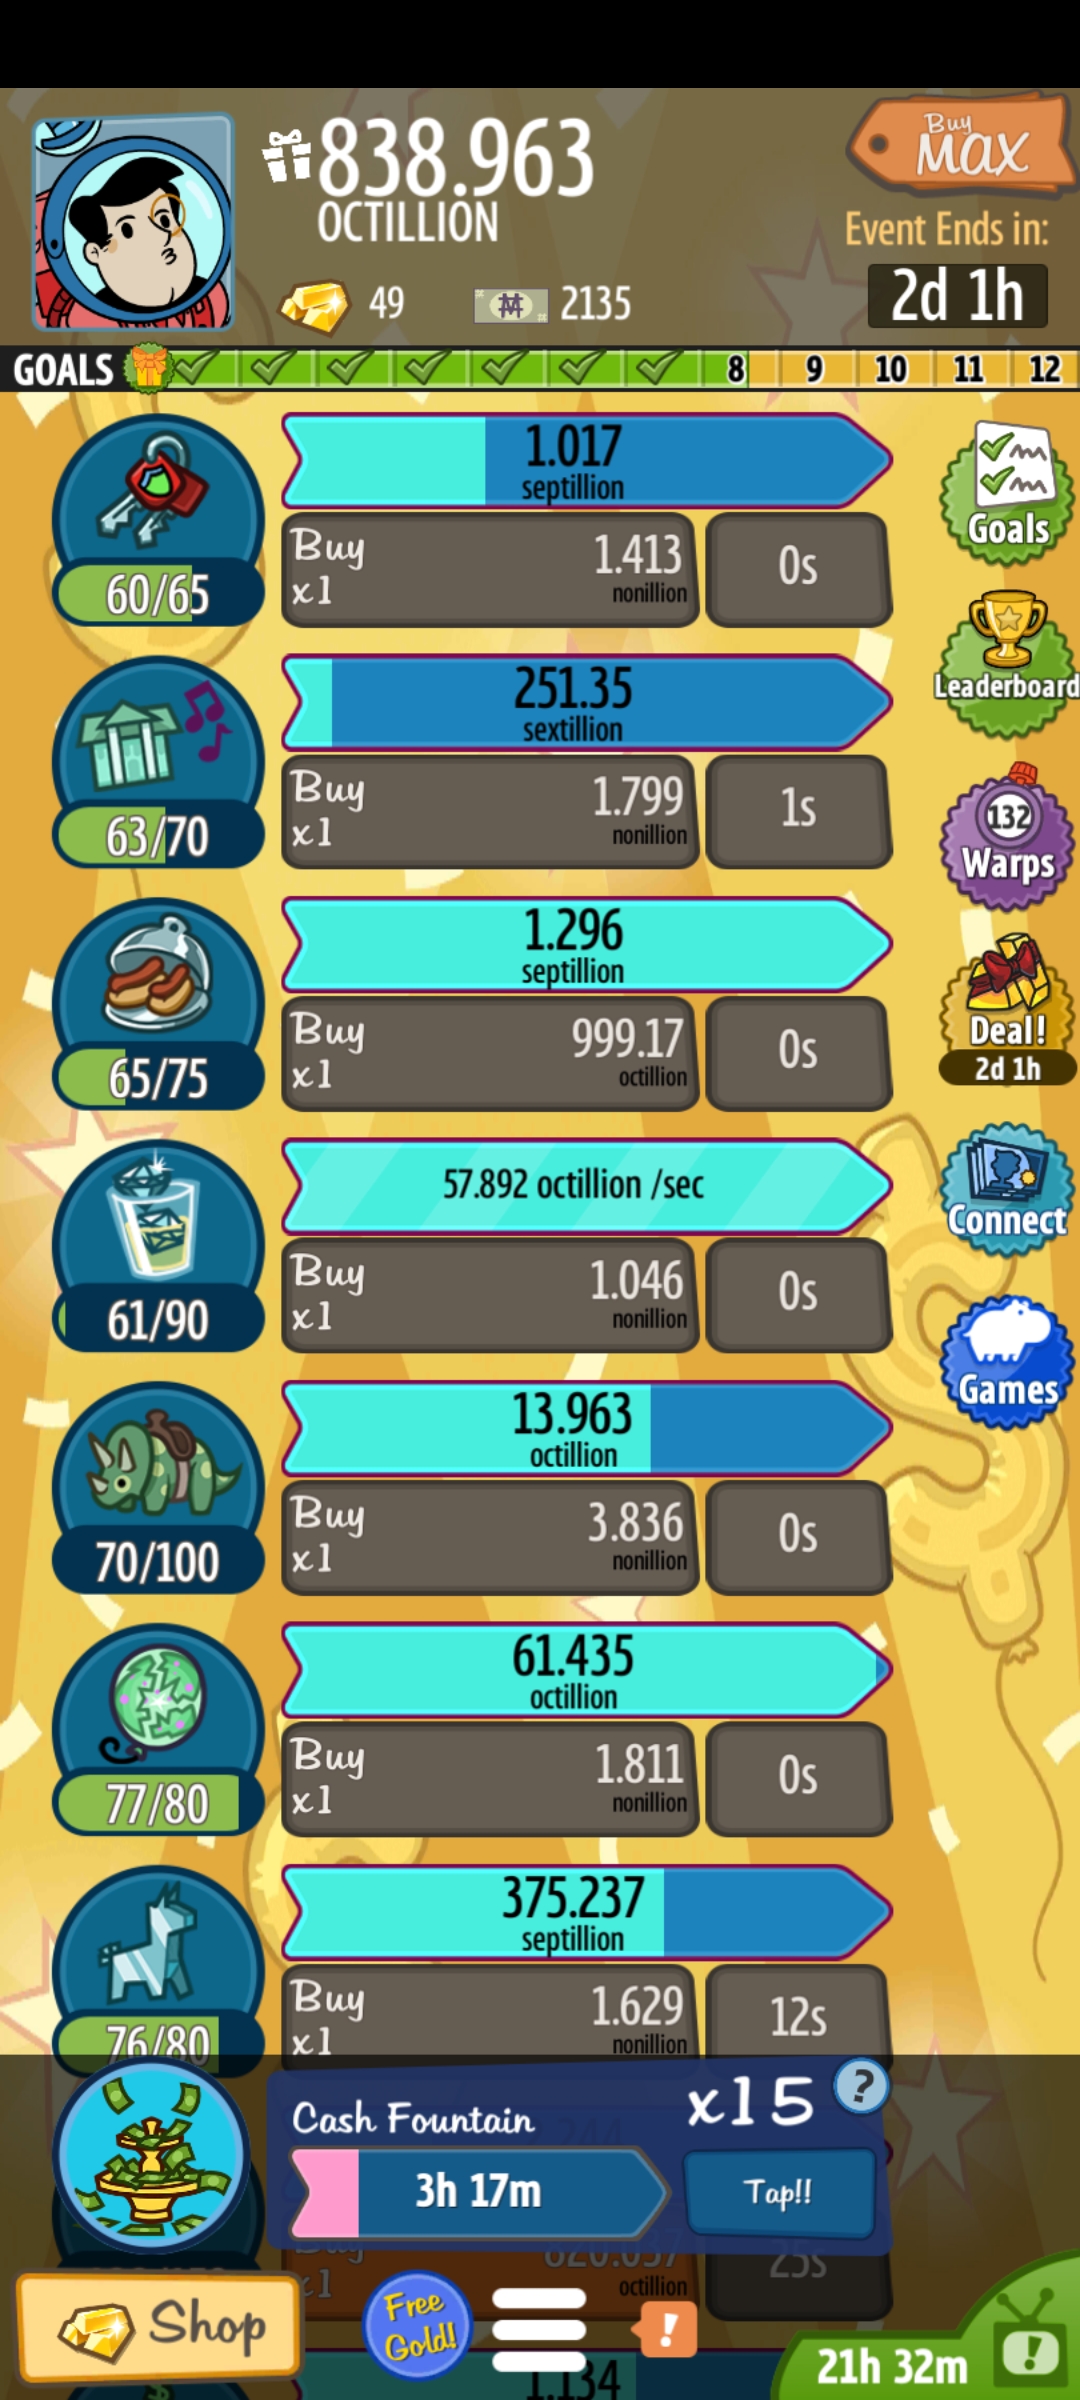 838.963
OCTILLION
Buy
MAX
Event Ends in:
2d 1h
49
2135
GOALS
8
9
10
11
12
1.017
septillion
Buy
x1
1.413
nonillion
0s
60/65
Goals
251.35
sextillion
Buy
x1
1.799
nonillion
1s
63/70
Leaderboard
132
Warps
1.296
septillion
Buy
x1
999.17
octillion
0s
65/75
Deal!
2d 1h
57.892 octillion /sec
Buy
x1
1.046
nonillion
0s
61/90
Connect
Games
13.963
octillion
Buy
x1
3.836
nonillion
0s
70/100
61.435
octillion
Buy
x1
1.811
nonillion
0s
77/80
375.237
septillion
Buy
x1
1.629
nonillion
12s
76/80
Cash Fountain
x15
?
3h 17m
Tap!!
Buy
x1
820.037
octillion
25s
Shop
Free
Gold!
!
21h 32m
!
1.134